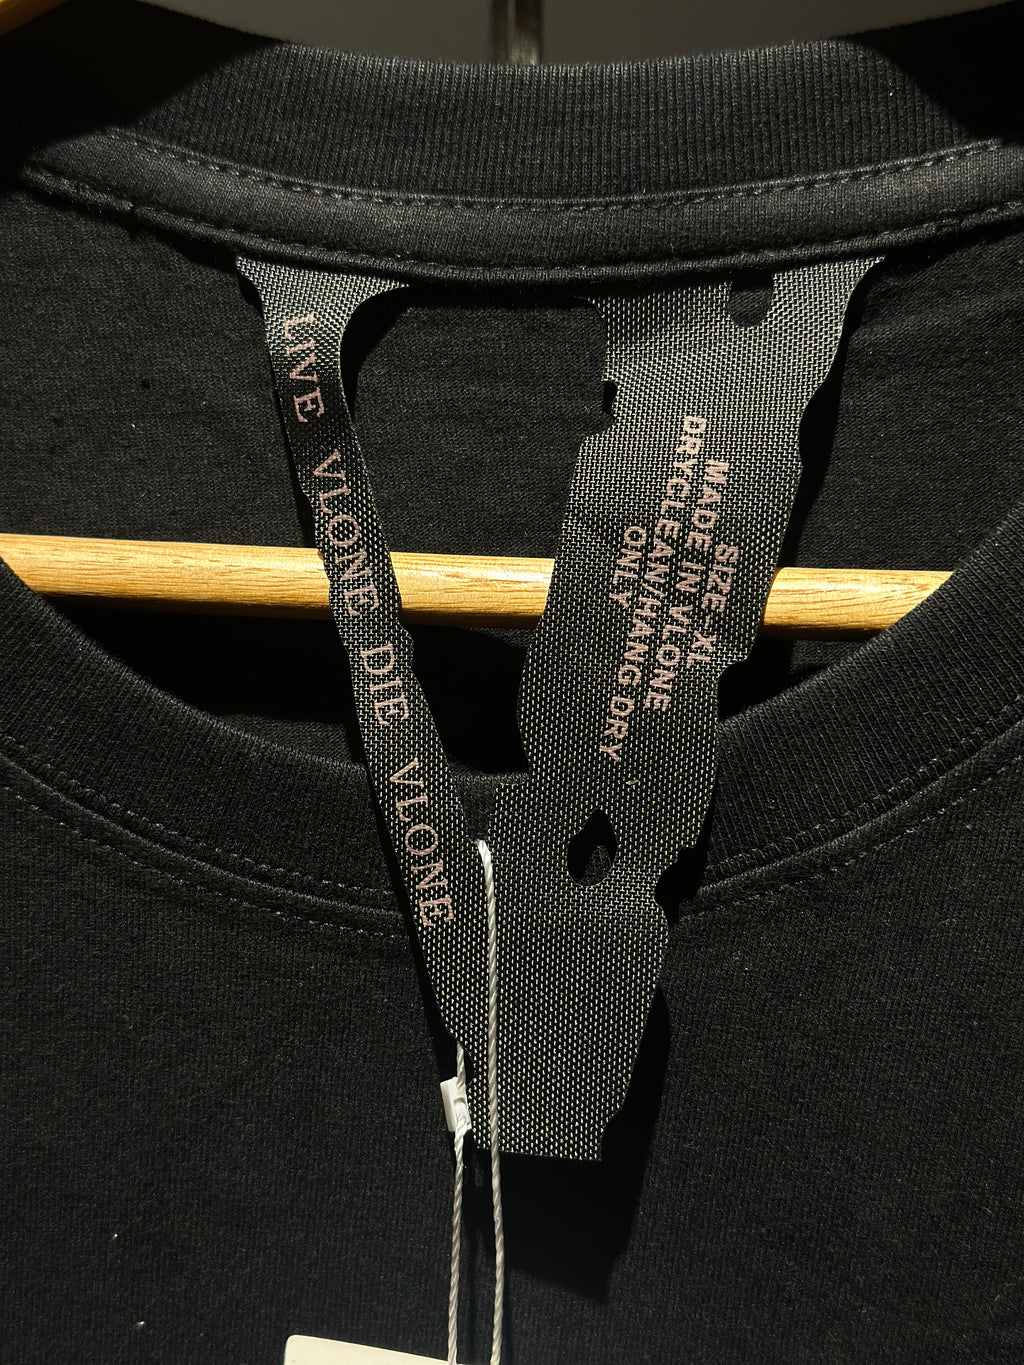 LIVE VLONE DIE VLONE
SIZE-XL
MADE IN VLONE
DRYCLEAN/HANG DRY
ONLY